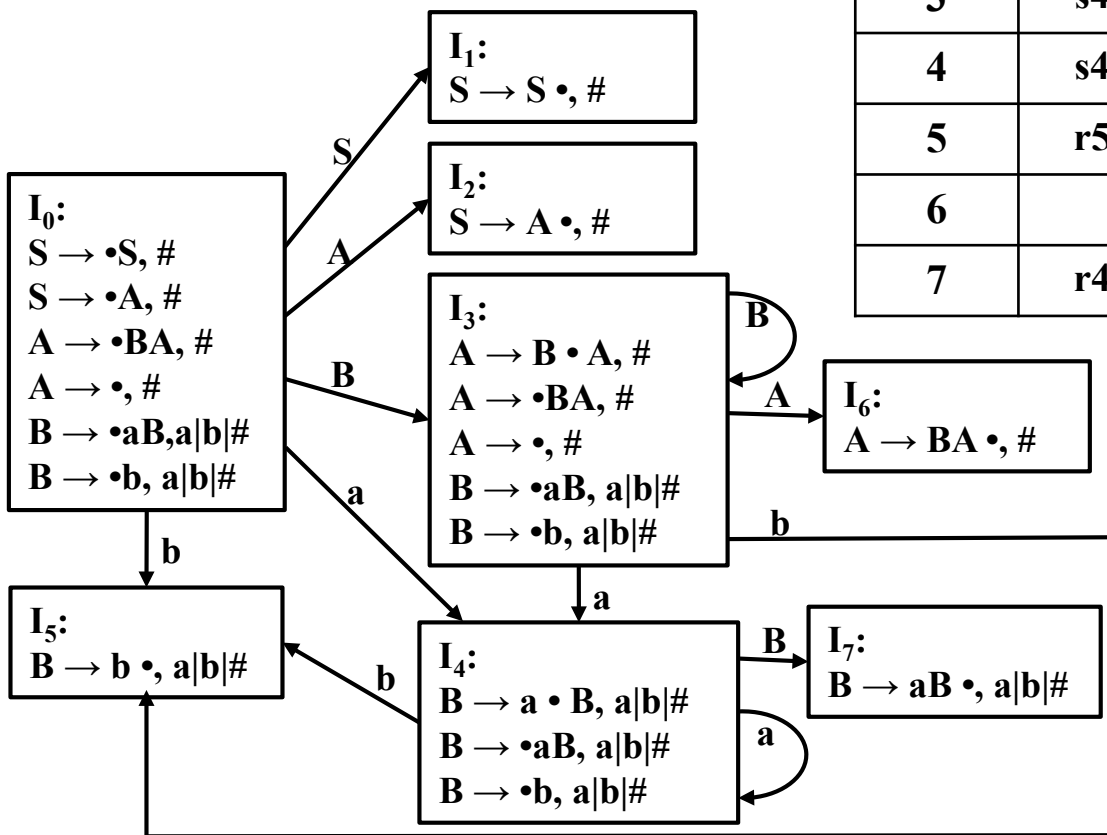 I₁:
S → S •, #
S
I₂:
S → A •, #
I₀:
S → •S, #
S → •A, #
A → •BA, #
A → •, #
B → •aB,a|b|#
B → •b, a|b|#
A
B
a
b
I₃:
A → B • A, #
A → •BA, #
A → •, #
B → •aB, a|b|#
B → •b, a|b|#
B
A
b
a
I₆:
A → BA •, #
I₅:
B → b •, a|b|#
b
I₄:
B → a • B, a|b|#
B → •aB, a|b|#
B → •b, a|b|#
B
a
I₇:
B → aB •, a|b|#
s4
4 s4
5 r5
6
7 r4